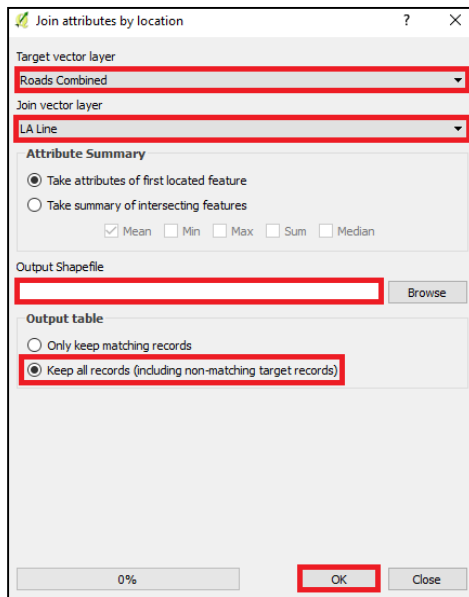 Join attributes by location
Target vector layer
Roads Combined
Join vector layer
LA Line
Attribute Summary
Take attributes of first located feature
Take summary of intersecting features
Mean Min Max Sum Median
Output Shapefile
Browse
Output table
Only keep matching records
Keep all records (including non-matching target records)
0% OK Close